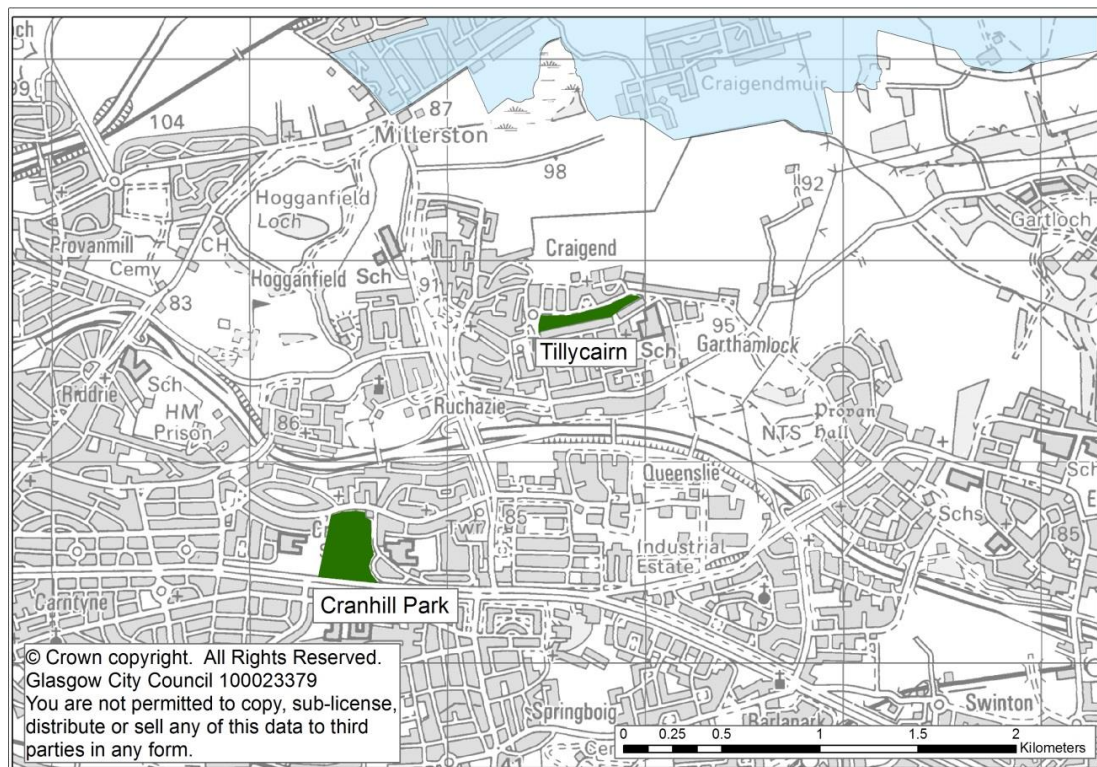 99
104
87
Millerston
Craigendmuir
98
92
Hogganfield
Loch
Gartloch
Provanmill
CH
Cemy
Hogganfield
Sch
Craigend
83
91
Tillycairn
Sch
95
Garthamlock
Riddrie
Sch
HM
Prison
86
Ruchazie
Provan
Hall
NTS
Queenslie
Twr
85
Industrial
Estate
Schs
85
Cranhill Park
Carntyne
© Crown copyright. All Rights Reserved.
Glasgow City Council 100023379
You are not permitted to copy, sub-license,
distribute or sell any of this data to third
parties in any form.
Springboig
Barlanark
Swinton
0 0.25 0.5 1 1.5 2
Kilometers